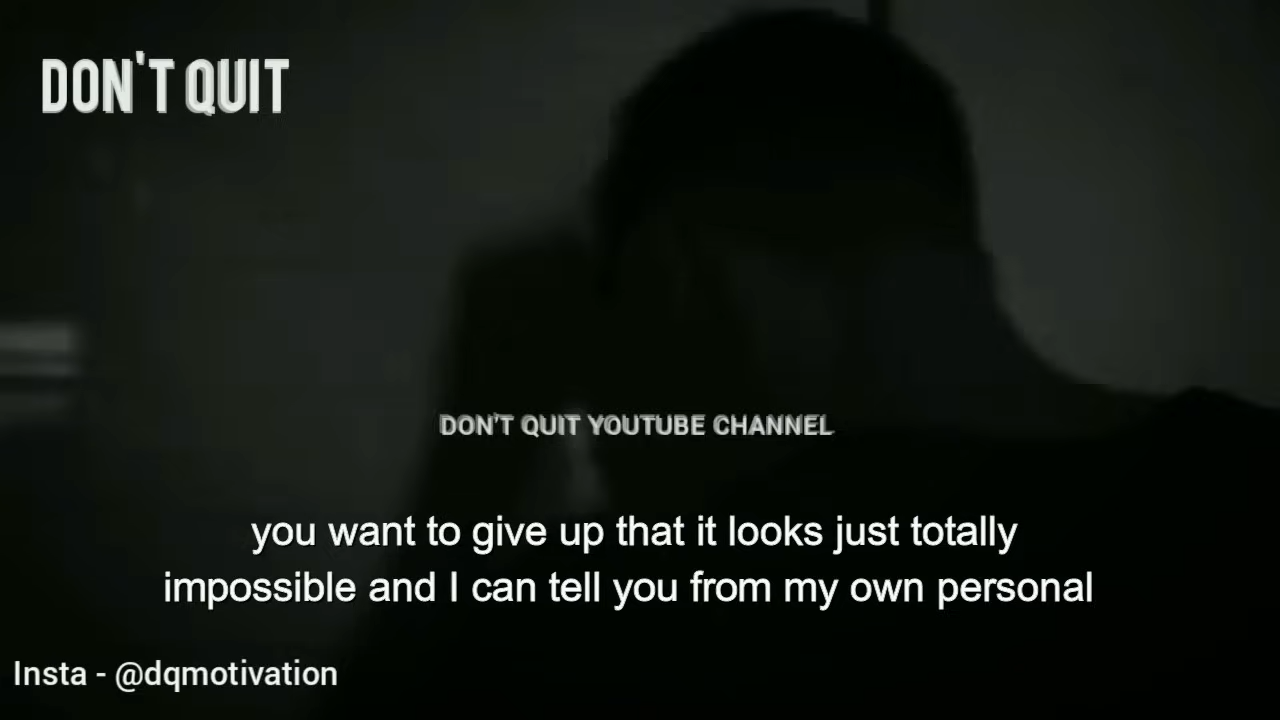 DON'T QUIT
DON'T QUIT YOUTUBE CHANNEL
you want to give up that it looks just totally
impossible and I can tell you from my own personal
Insta - @dqmotivation